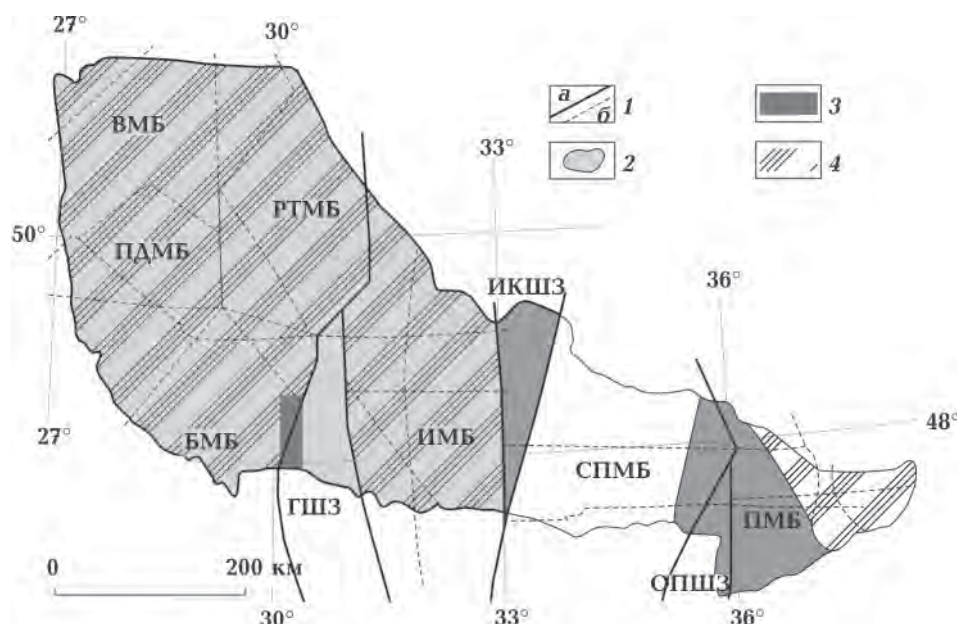 27°
30°
а
б
1
3
ВМБ
33°
2
4
РТМБ
50°
ПДМБ
ИКШЗ
36°
27°
БМБ
ИМБ
48°
СПМБ
ГШЗ
ПМБ
0
200 км
ОПШЗ
30°
33°
36°